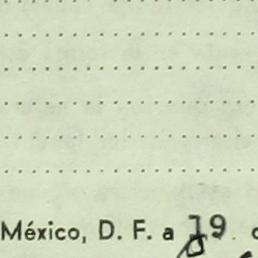 México, D. F. a 19